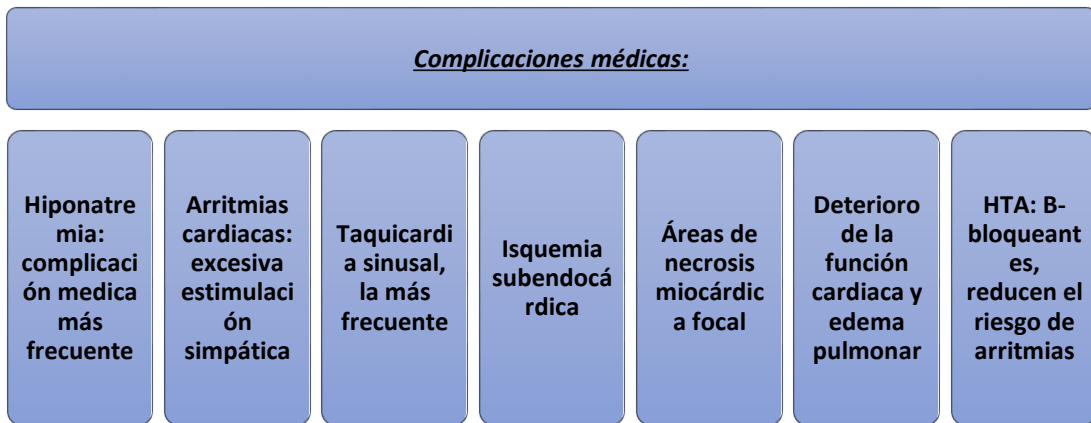 Complicaciones médicas:
Hiponatre
mia:
complicaci
ón medica
más
frecuente
Arritmias
cardiacas:
excesiva
estimulaci
ón
simpática
Taquicardi
a sinusal,
la más
frecuente
Isquemia
subendocá
rdica
Áreas de
necrosis
miocárdic
a focal
Deterioro
de la
función
cardiaca y
edema
pulmonar
HTA: B-
bloqueant
es,
reducen el
riesgo de
arritmias